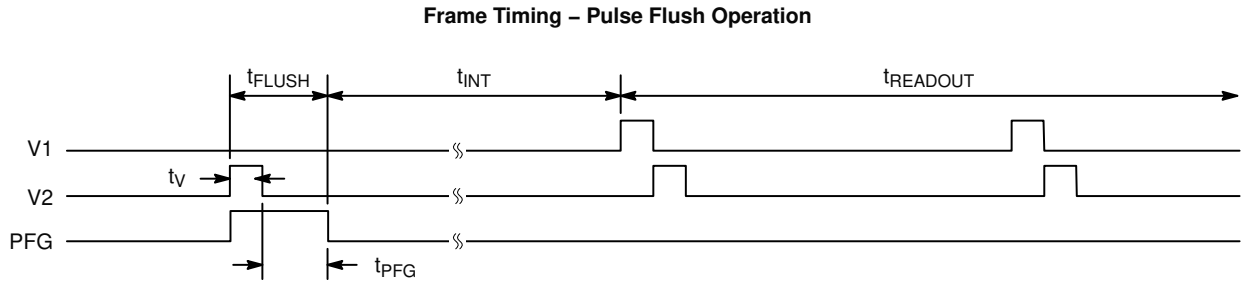 Frame Timing – Pulse Flush Operation
tFLUSH
tINT
tREADOUT
V1
tV
V2
PFG
tPFG